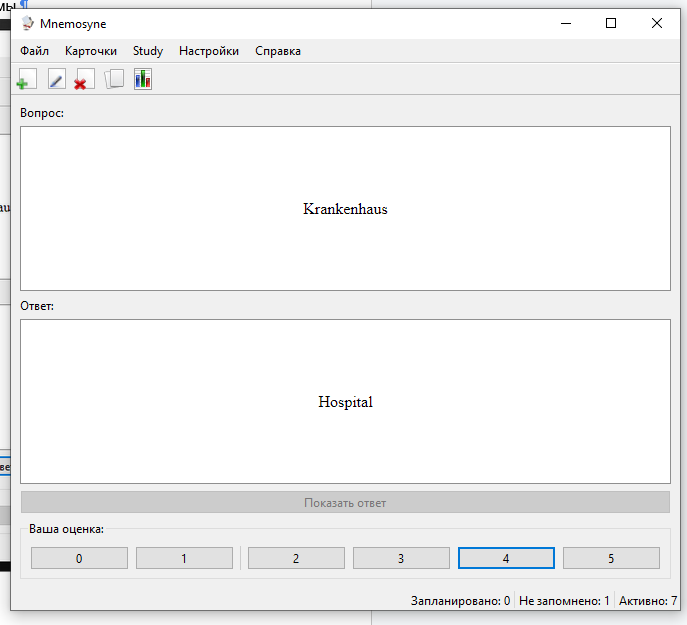 мы ¶
Mnemosyne
Файл Карточки Study Настройки Справка
Вопрос:
Krankenhaus
Ответ:
Hospital
Показать ответ
Ваша оценка:
0 1 2 3 4 5
Запланировано: 0 Не запомнено: 1 Активно: 7